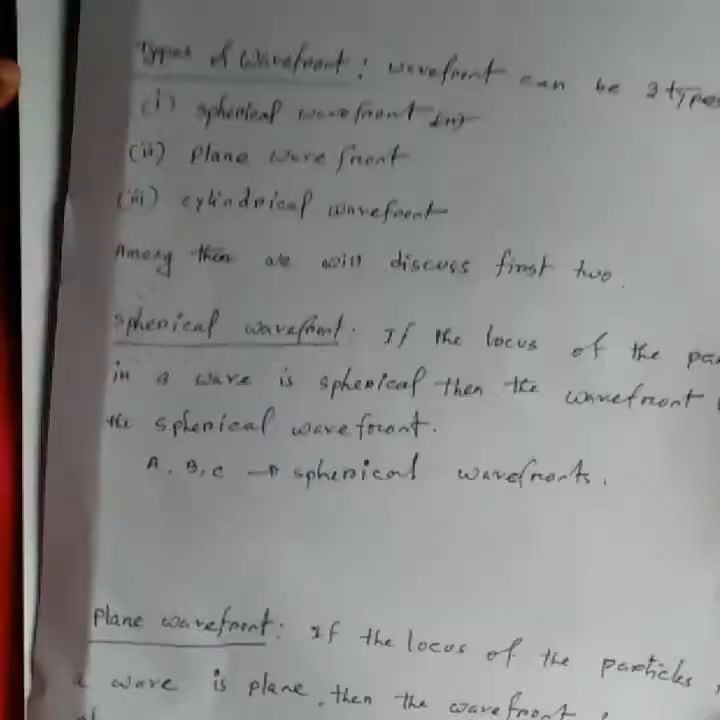 Types of Wavefront: wavefront can be 3 types
(i) spherical wavefront
(ii) Plane wave front
(iii) cylindrical wavefront
Among them we will discuss first two.
Spherical wavefront. If the locus of the
in a wave is spherical then the wavefront
the spherical wavefront.
A, B, C → spherical wavefronts.
Plane wavefront: If the locus of the particles
wave is plane, then the wavefront